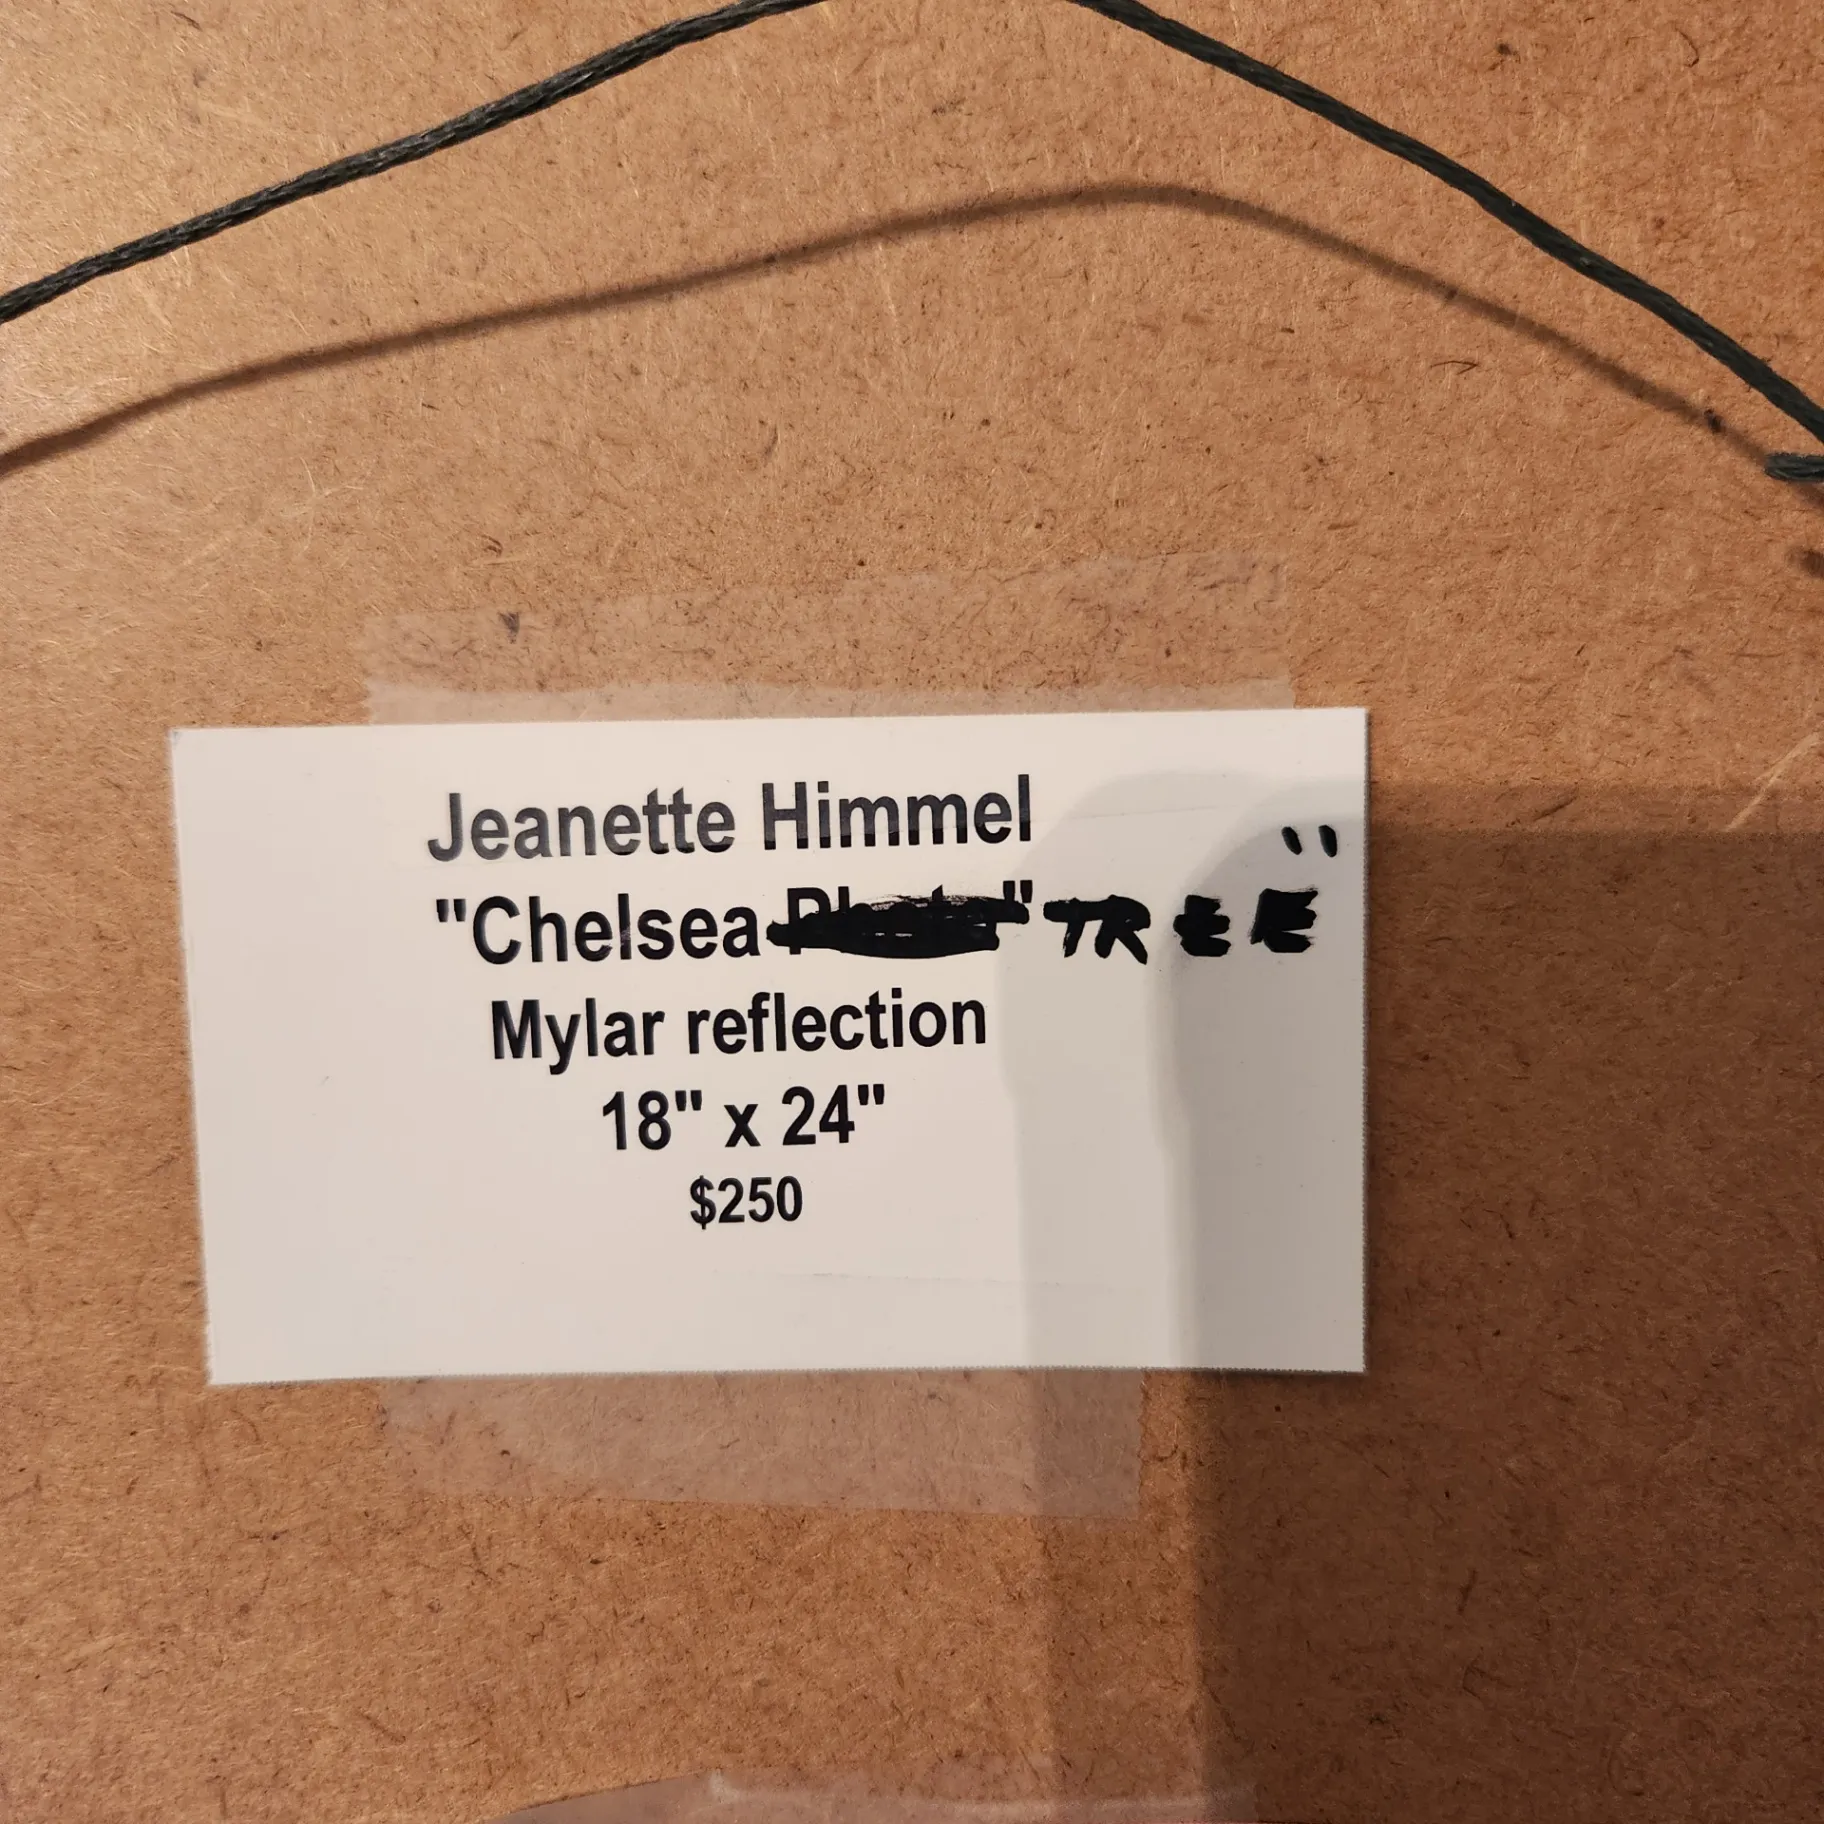 Jeanette Himmel
"Chelsea " TREE"
Mylar reflection
18" x 24"
$250